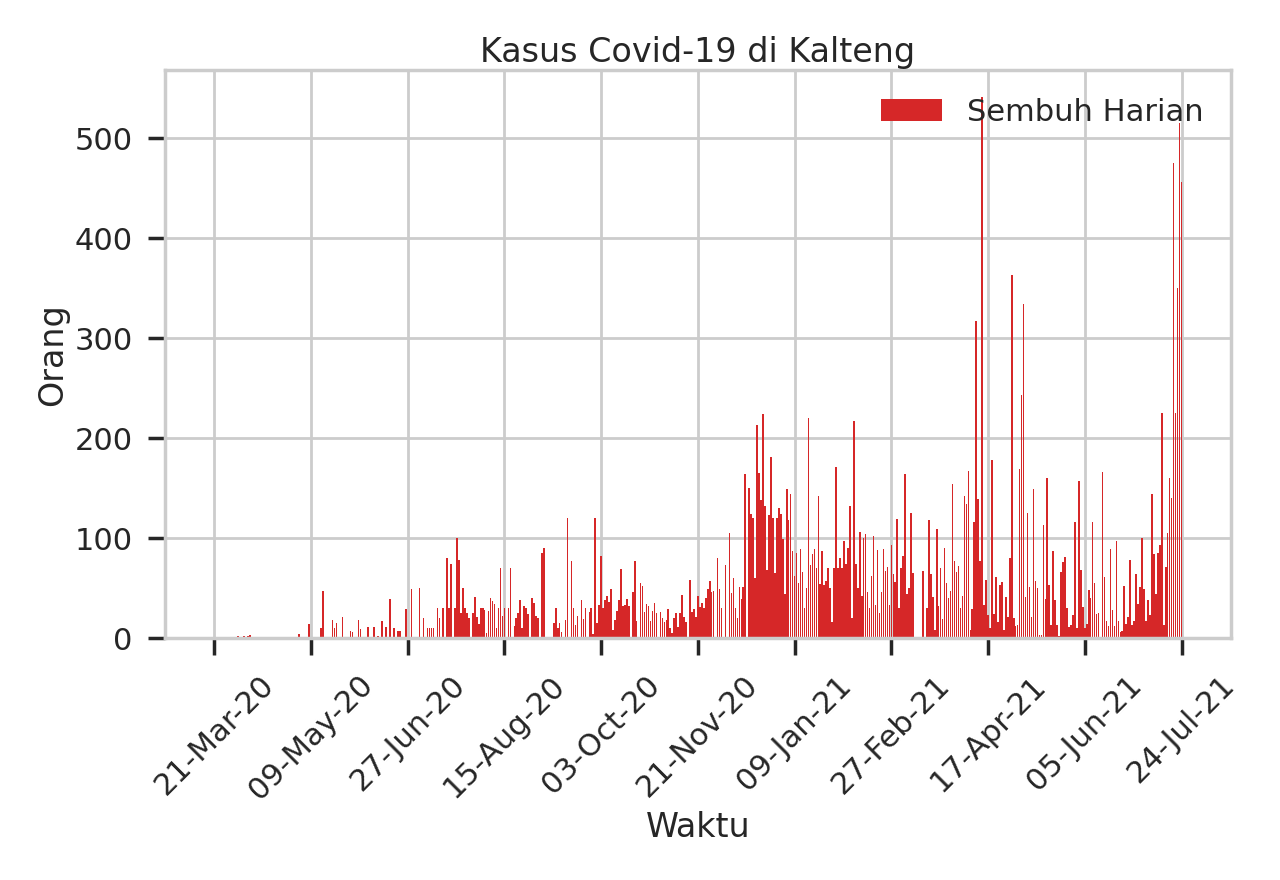 Kasus Covid-19 di Kalteng
Sembuh Harian
Orang
500
400
300
200
100
0
21-Mar-20
09-May-20
27-Jun-20
15-Aug-20
03-Oct-20
21-Nov-20
09-Jan-21
27-Feb-21
17-Apr-21
05-Jun-21
24-Jul-21
Waktu